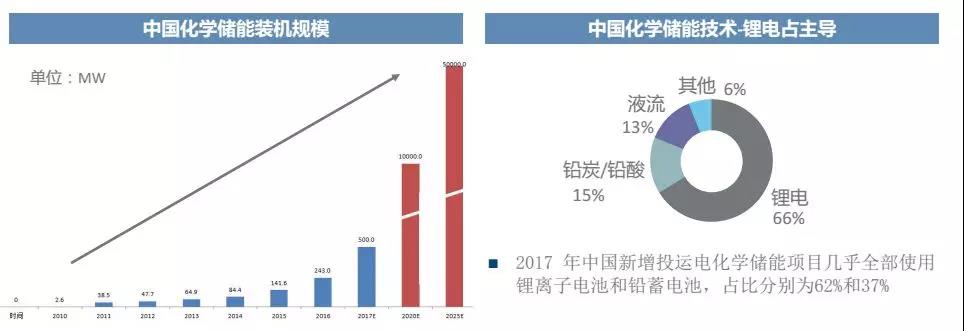 中国化学储能装机规模
单位：MW
0
2.6
38.5
47.7
64.9
84.4
141.6
243.0
500.0
10000.0
50000.0
时间
2010
2011
2012
2013
2014
2015
2016
2017E
2020E
2025E
中国化学储能技术-锂电占主导
其他 6%
液流
13%
铅炭/铅酸
15%
锂电
66%
■ 2017 年中国新增投运电化学储能项目几乎全部使用
锂离子电池和铅蓄电池，占比分别为62%和37%